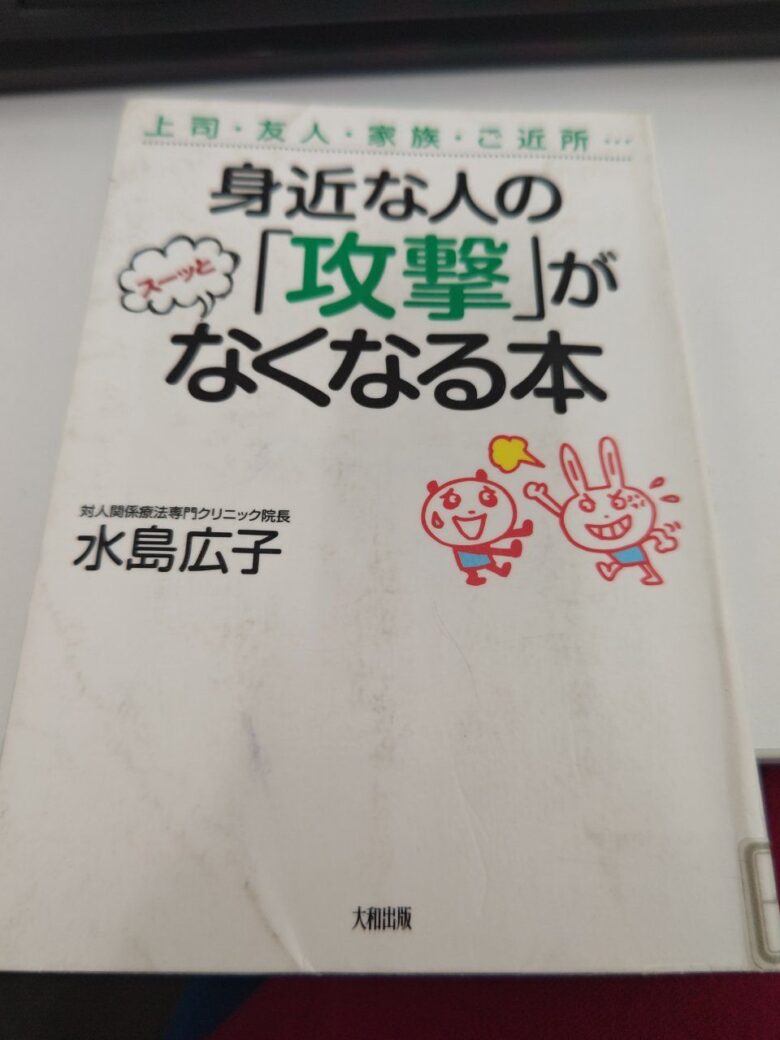 上司・友人・家族・ご近所…
身近な人の
スーッと
「攻撃」が
なくなる本
対人関係療法専門クリニック院長
水島広子
大和出版